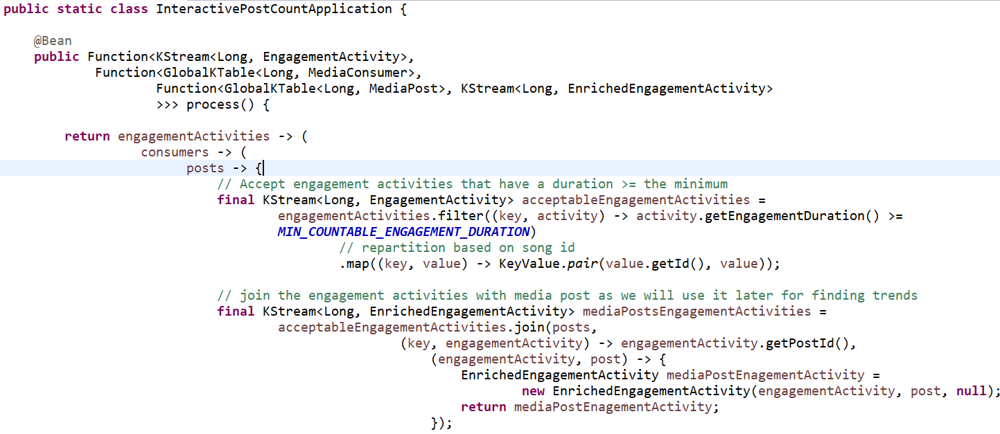 public static class InteractivePostCountApplication {
@Bean
public Function<KStream<Long, EngagementActivity>,
Function<GlobalKTable<Long, MediaConsumer>,
Function<GlobalKTable<Long, MediaPost>, KStream<Long, EnrichedEngagementActivity>
>>> process() {
return engagementActivities -> (
consumers -> (
posts -> {
// Accept engagement activities that have a duration >= the minimum
final KStream<Long, EngagementActivity> acceptableEngagementActivities =
engagementActivities.filter((key, activity) -> activity.getEngagementDuration() >=
MIN_COUNTABLE_ENGAGEMENT_DURATION)
// repartition based on song id
.map((key, value) -> KeyValue.pair(value.getId(), value));
// join the engagement activities with media post as we will use it later for finding trends
final KStream<Long, EnrichedEngagementActivity> mediaPostsEngagementActivities =
acceptableEngagementActivities.join(posts,
(key, engagementActivity) -> engagementActivity.getPostId(),
(engagementActivity, post) -> {
EnrichedEngagementActivity mediaPostEnagementActivity =
new EnrichedEngagementActivity(engagementActivity, post, null);
return mediaPostEnagementActivity;
});